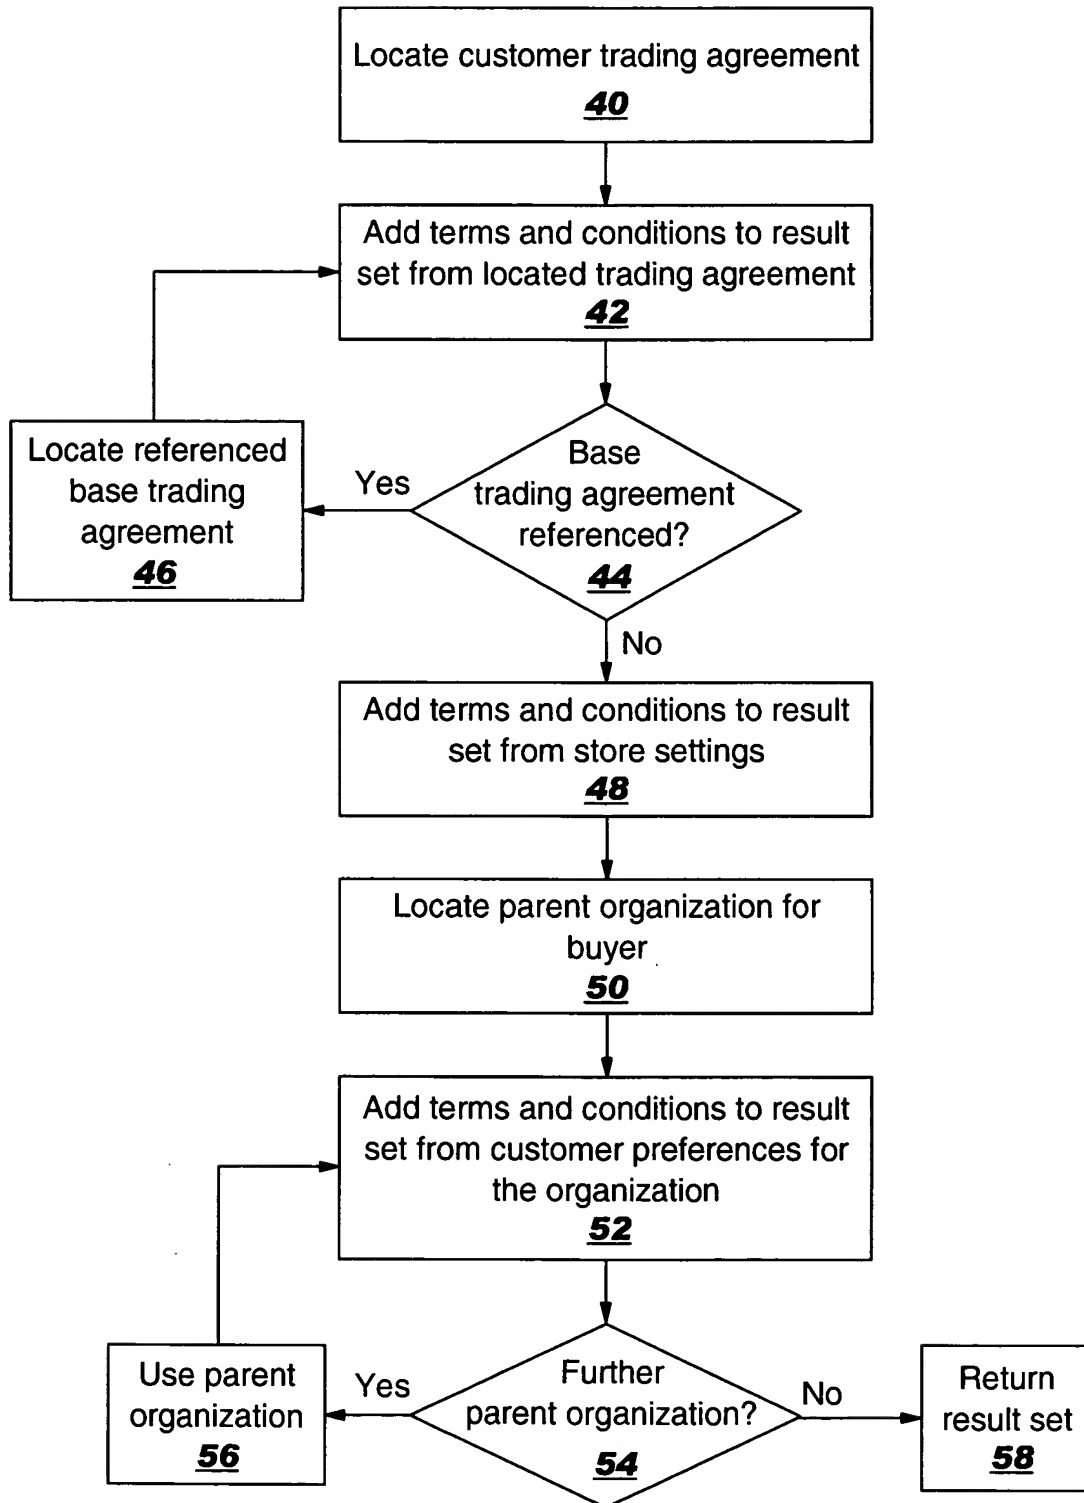 Locate customer trading agreement
40
Add terms and conditions to result
set from located trading agreement
42
Base
trading agreement
referenced?
44
Yes
Locate referenced
base trading
agreement
46
No
Add terms and conditions to result
set from store settings
48
Locate parent organization for
buyer
50
Add terms and conditions to result
set from customer preferences for
the organization
52
Further
parent organization?
54
Yes
Use parent
organization
56
No
Return
result set
58